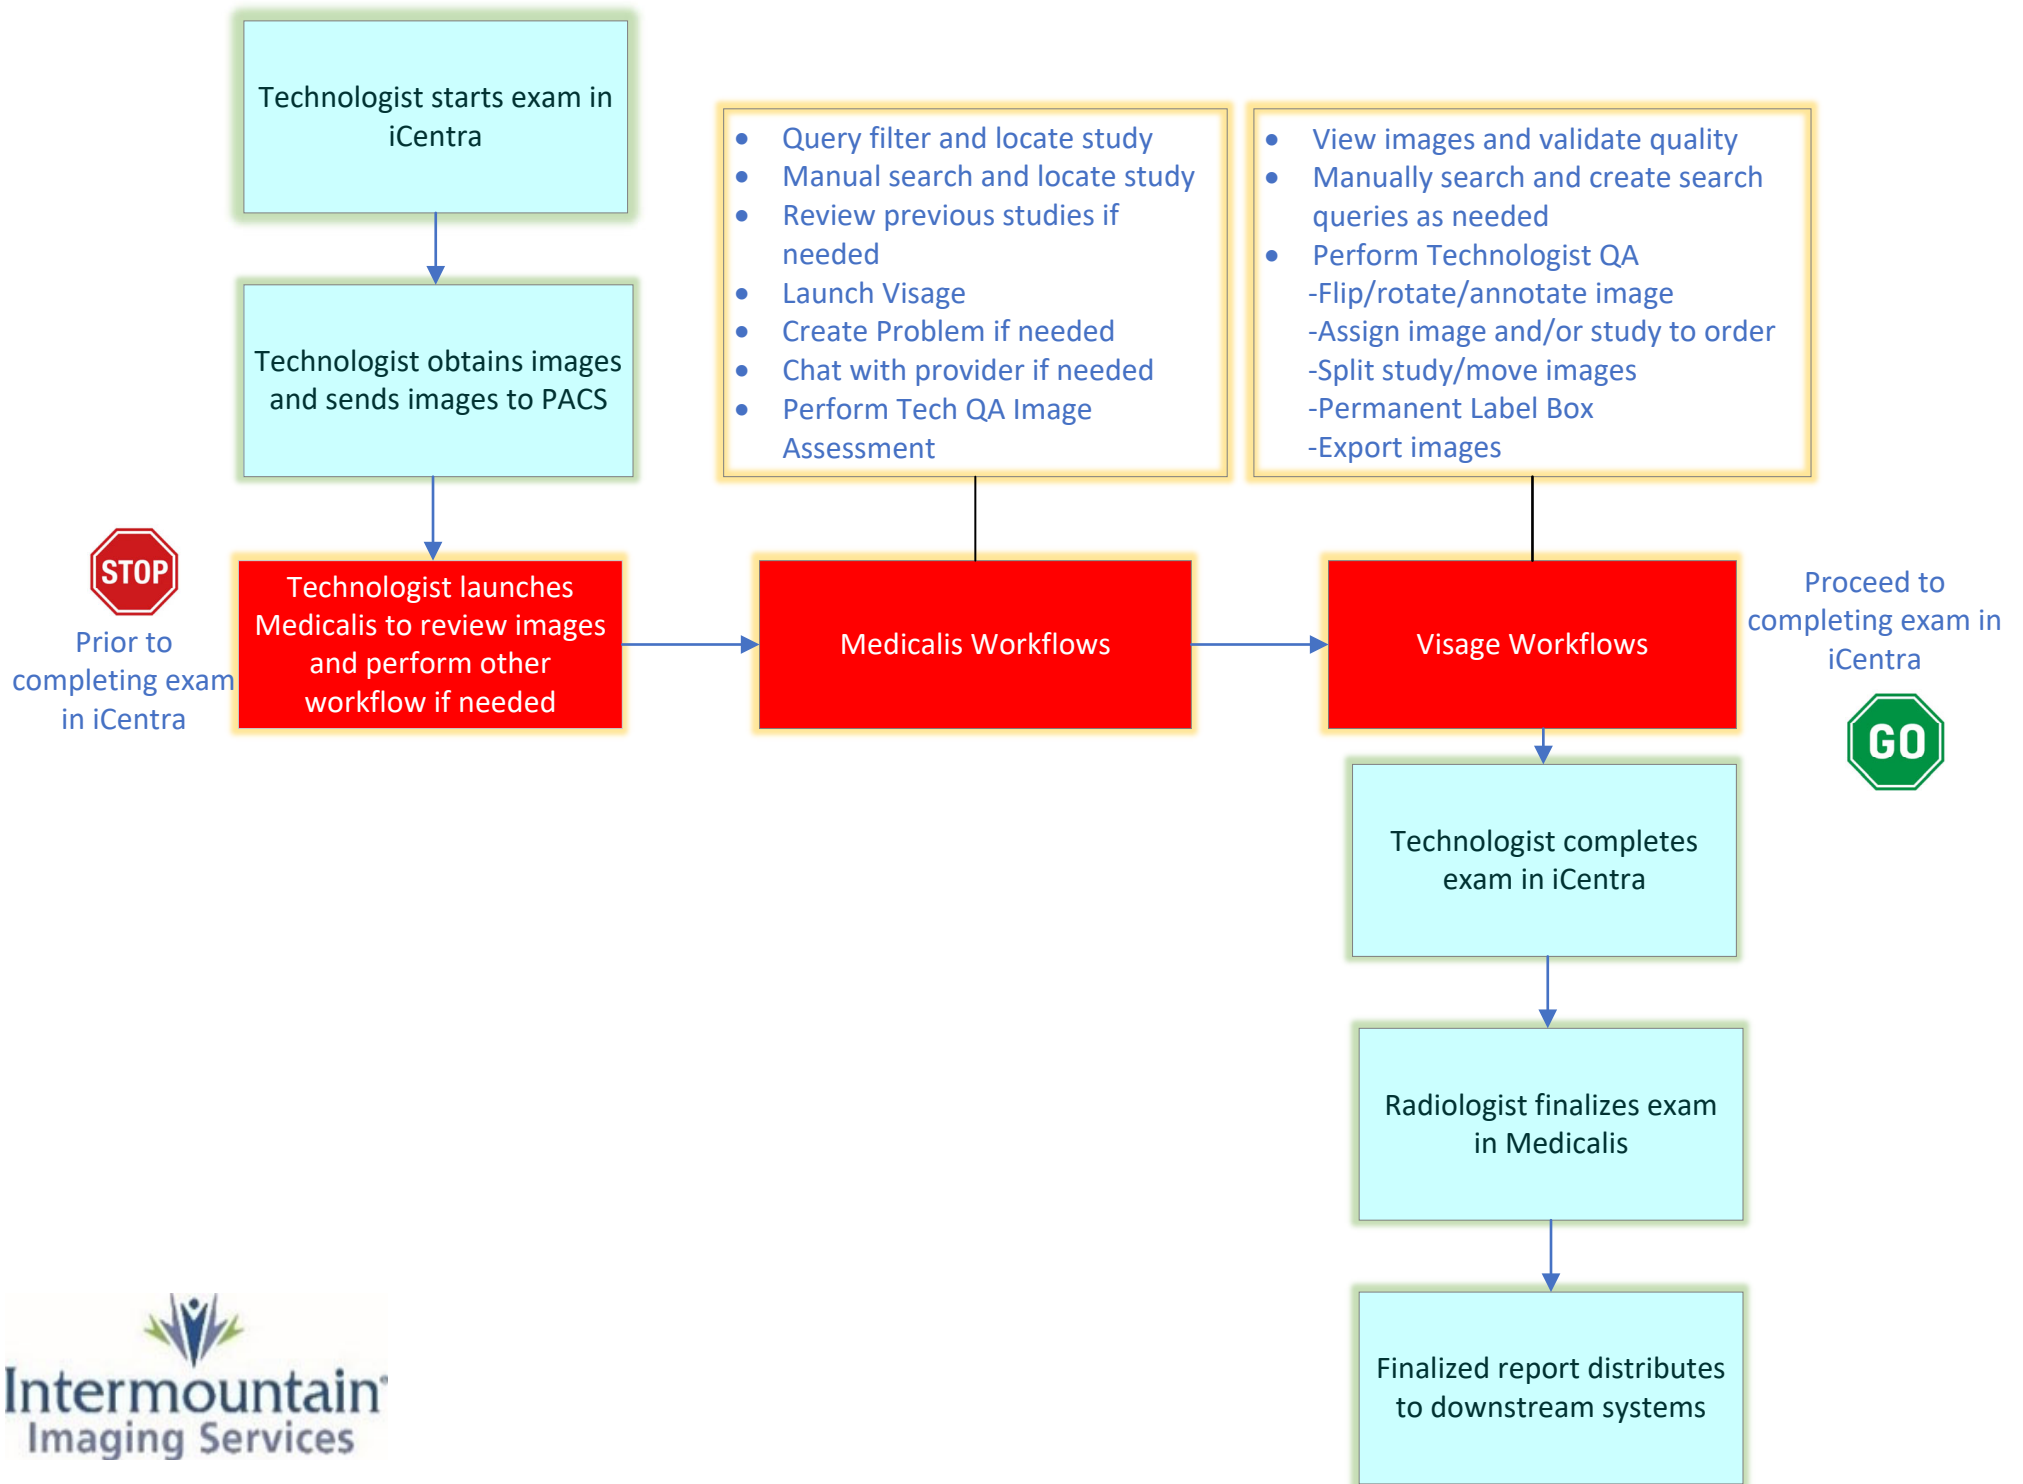 Technologist starts exam in
iCentra
Technologist obtains images
and sends images to PACS
• Query filter and locate study
• Manual search and locate study
• Review previous studies if
needed
• Launch Visage
• Create Problem if needed
• Chat with provider if needed
• Perform Tech QA Image
Assessment
• View images and validate quality
• Manually search and create search
queries as needed
• Perform Technologist QA
-Flip/rotate/annotate image
-Assign image and/or study to order
-Split study/move images
-Permanent Label Box
-Export images
STOP
Prior to
completing exam
in iCentra
Technologist launches
Medicalis to review images
and perform other
workflow if needed
Medicalis Workflows
Visage Workflows
Proceed to
completing exam in
iCentra
GO
Technologist completes
exam in iCentra
Radiologist finalizes exam
in Medicalis
Finalized report distributes
to downstream systems
Intermountain
Imaging Services